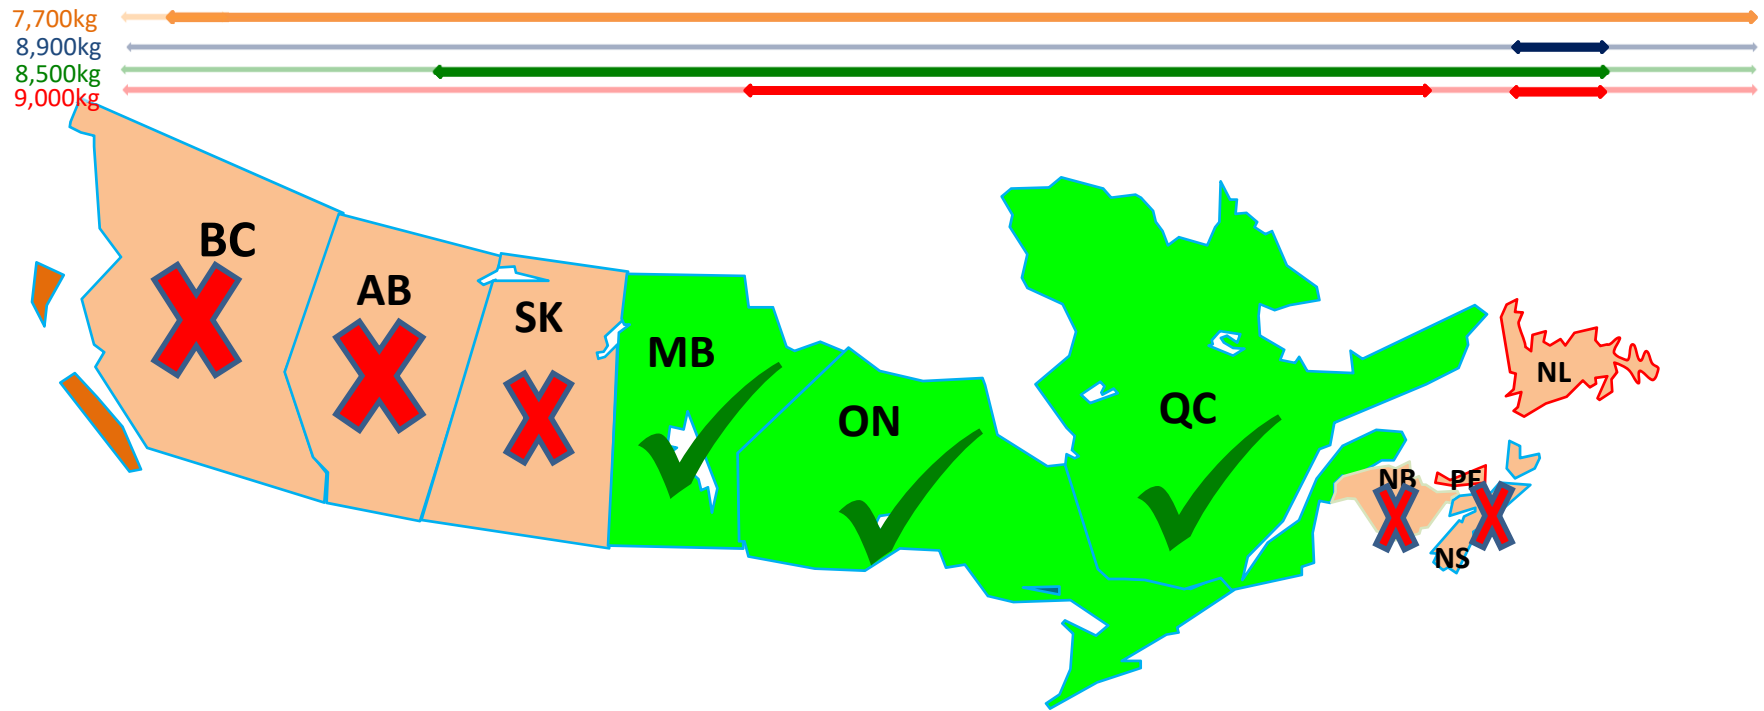 7,700kg
8,900kg
8,500kg
9,000kg
BC
AB
SK
MB
ON
QC
NL
NB
PE
NS